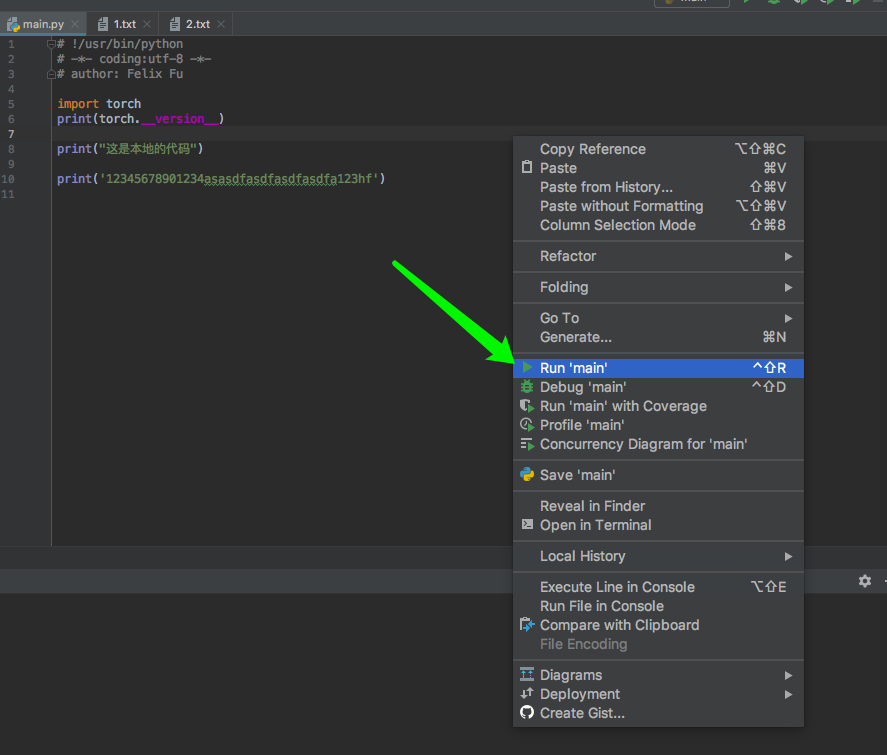 main
main.py
1.txt
2.txt
1 # !/usr/bin/python
2 # -*- coding:utf-8 -*-
3 # author: Felix Fu
4
5 import torch
6 print(torch.__version__)
7
8 print("这是本地的代码")
9
10 print('12345678901234asasdfasdfasdfasdfa123hf')
11
Copy Reference ⌥⇧⌘C
Paste ⌘V
Paste from History... ⇧⌘V
Paste without Formatting ⌥⇧⌘V
Column Selection Mode ⇧⌘8
Refactor
Folding
Go To
Generate... ⌘N
Run 'main' ^⇧R
Debug 'main' ^⇧D
Run 'main' with Coverage
Profile 'main'
Concurrency Diagram for 'main'
Save 'main'
Reveal in Finder
Open in Terminal
Local History
Execute Line in Console ⌥⇧E
Run File in Console
Compare with Clipboard
File Encoding
Diagrams
Deployment
Create Gist...